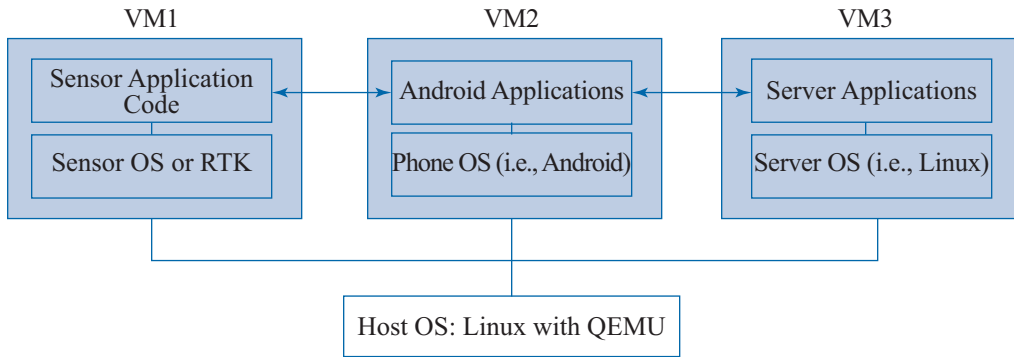 VM1
VM2
VM3
Sensor Application
Code
Android Applications
Server Applications
Sensor OS or RTK
Phone OS (i.e., Android)
Server OS (i.e., Linux)
Host OS: Linux with QEMU